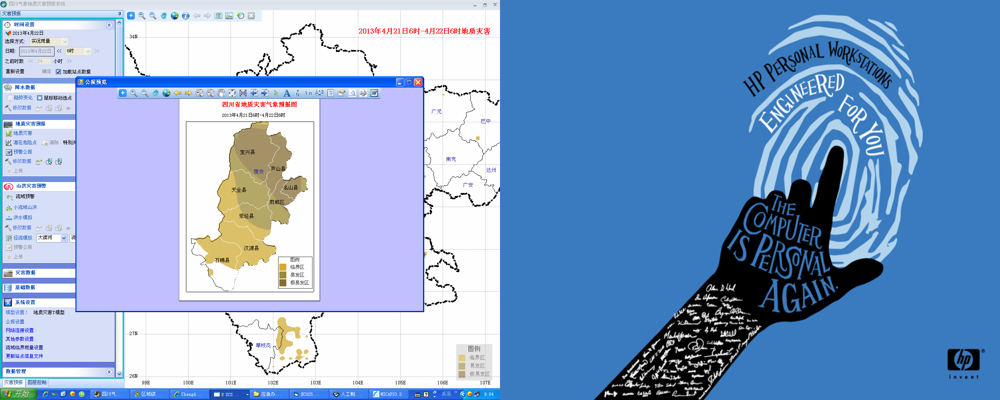 四川气象地质灾害预报系统
灾害预报
时间设置
2013年4月22日
选择方式: 实况雨量
日期: 2013年4月22日 << 6时 >>
之前时数 << 24 小时 >>
重新设置 确定 加载站点数据
降水数据
趋势变化 鼠标移动选点
修改数据
地质灾害预报
地质灾害
潜在危险点 清除 特别关
预警公报
修改数据
上传
山洪灾害预警
流域预警
小流域山洪
洪水模拟
修改数据
径流模拟 大渡河 流
预警公报
上传
灾害数据
基础数据
系统设置
模型设置: 地质灾害T模型
公报设置
网络连接设置
其他参数设置
流域临界雨量设置
更新站点信息文件
数据管理
灾害预报 图层控制
2013年4月21日6时-4月22日6时地质灾害
34N
广元
巴中
南充
达州
广安
攀枝花
27N
26N
99E 100E 101E 102E 103E 104E 105E 106E 107E
图例
临界区
易发区
极易发区
公报预览
100%
A
N
1:n
四川省地质灾害气象预报图
2013年4月21日6时-4月22日6时
宝兴县
芦山县
雅安
名山县
天全县
雨城区
荥经县
汉源县
石棉县
图例
临界区
易发区
极易发区
开始
四川气...
区域级...
Chengd...
2 SCS...
应急办...
EC025...
人工制...
MICAPS3.2
桌面 »
9:04
HP PERSONAL WORKSTATIONS
ENGINEERED FOR YOU
THE
COMPUTER
IS PERSONAL
AGAIN.
hp
invent